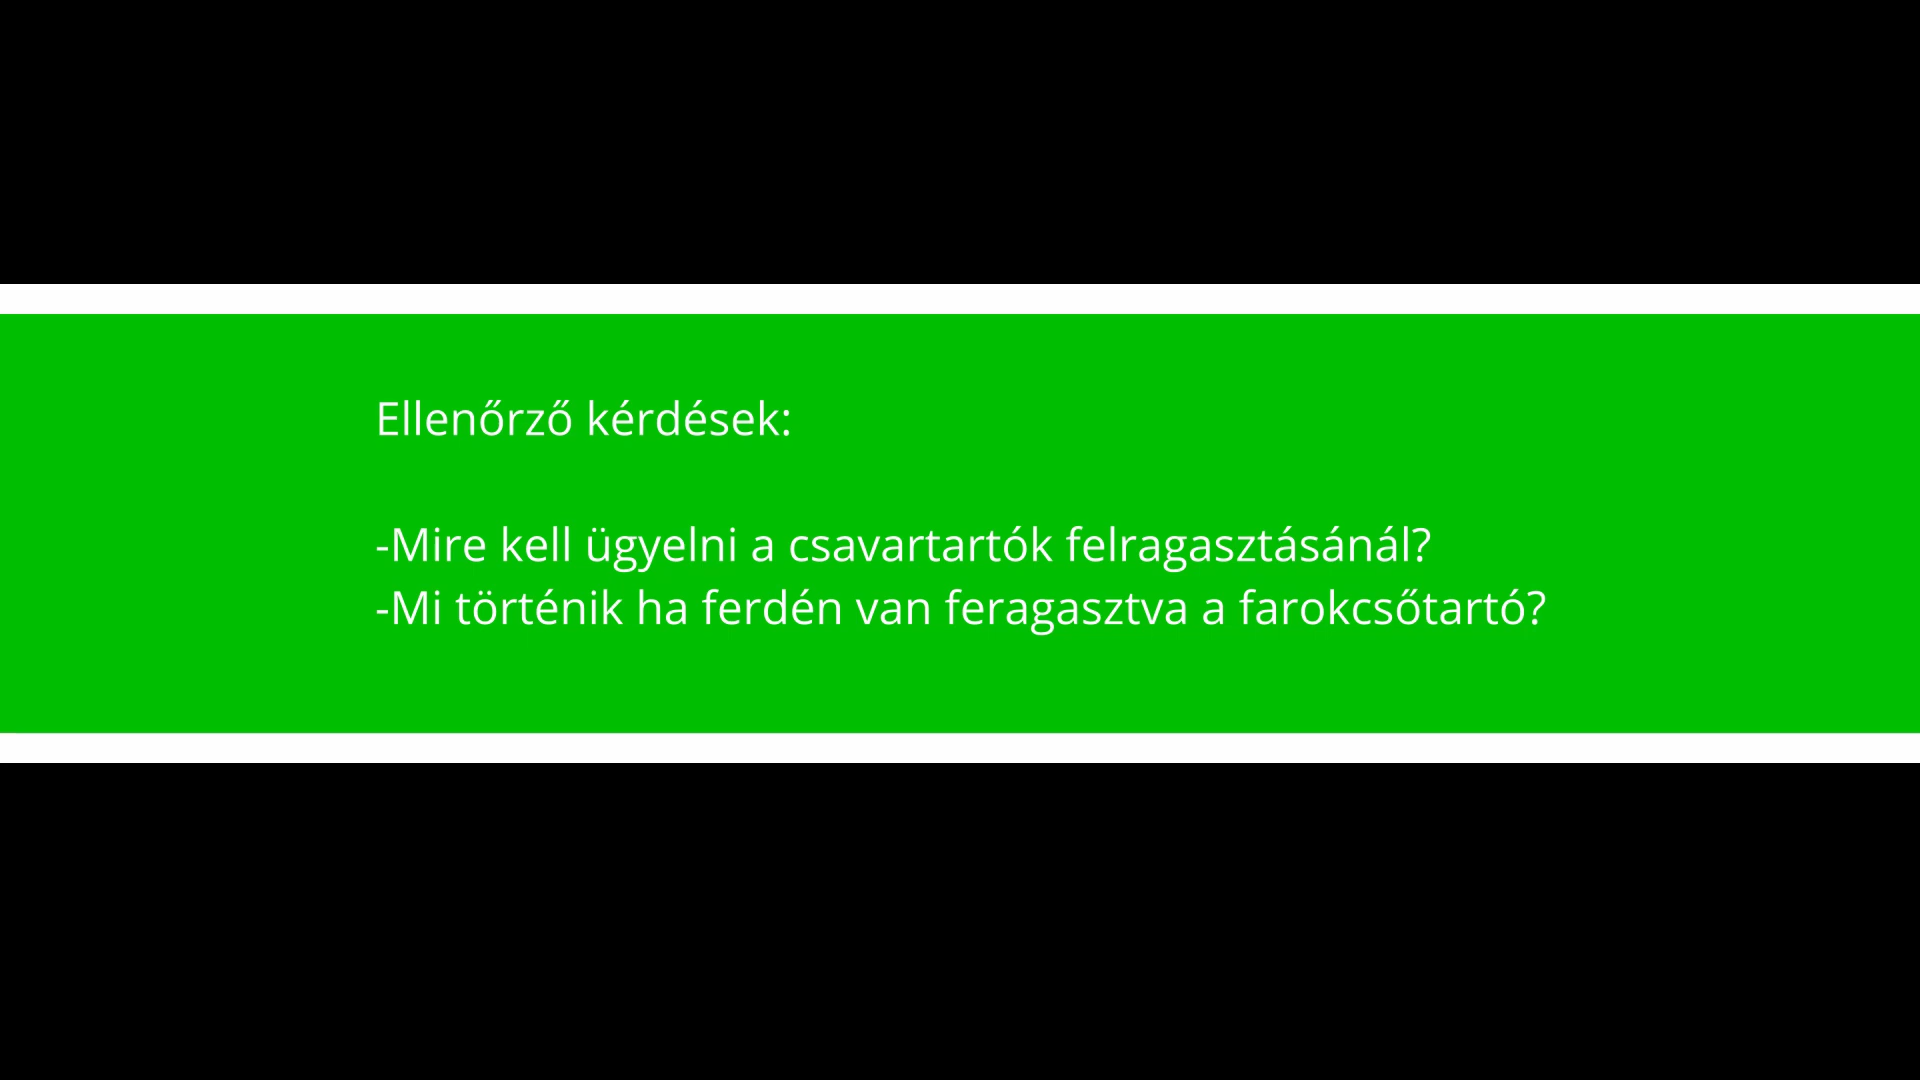 Ellenőrző kérdések:
-Mire kell ügyelni a csavartartók felragasztásánál?
-Mi történik ha ferdén van feragasztva a farokcsőtartó?